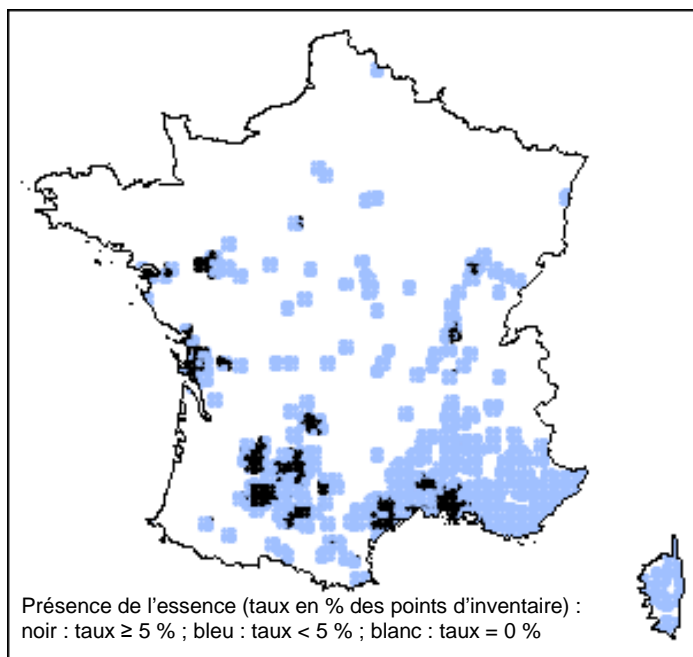 Présence de l'essence (taux en % des points d'inventaire) :
noir : taux ≥ 5 % ; bleu : taux < 5 % ; blanc : taux = 0 %